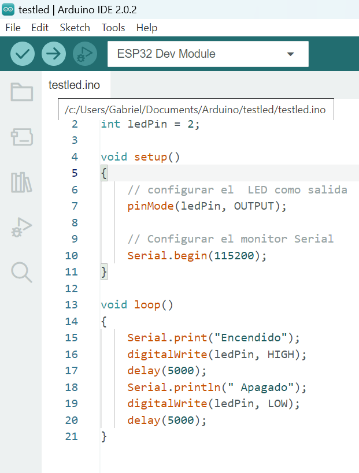 testled | Arduino IDE 2.0.2
File Edit Sketch Tools Help
ESP32 Dev Module
testled.ino
/c:/Users/Gabriel/Documents/Arduino/testled/testled.ino
2 int ledPin = 2;
3
4 void setup()
5 {
6 // configurar el  LED como salida
7 pinMode(ledPin, OUTPUT);
8
9 // Configurar el monitor Serial
10 Serial.begin(115200);
11 }
12
13 void loop()
14 {
15 Serial.print("Encendido");
16 digitalWrite(ledPin, HIGH);
17 delay(5000);
18 Serial.println(" Apagado");
19 digitalWrite(ledPin, LOW);
20 delay(5000);
21 }